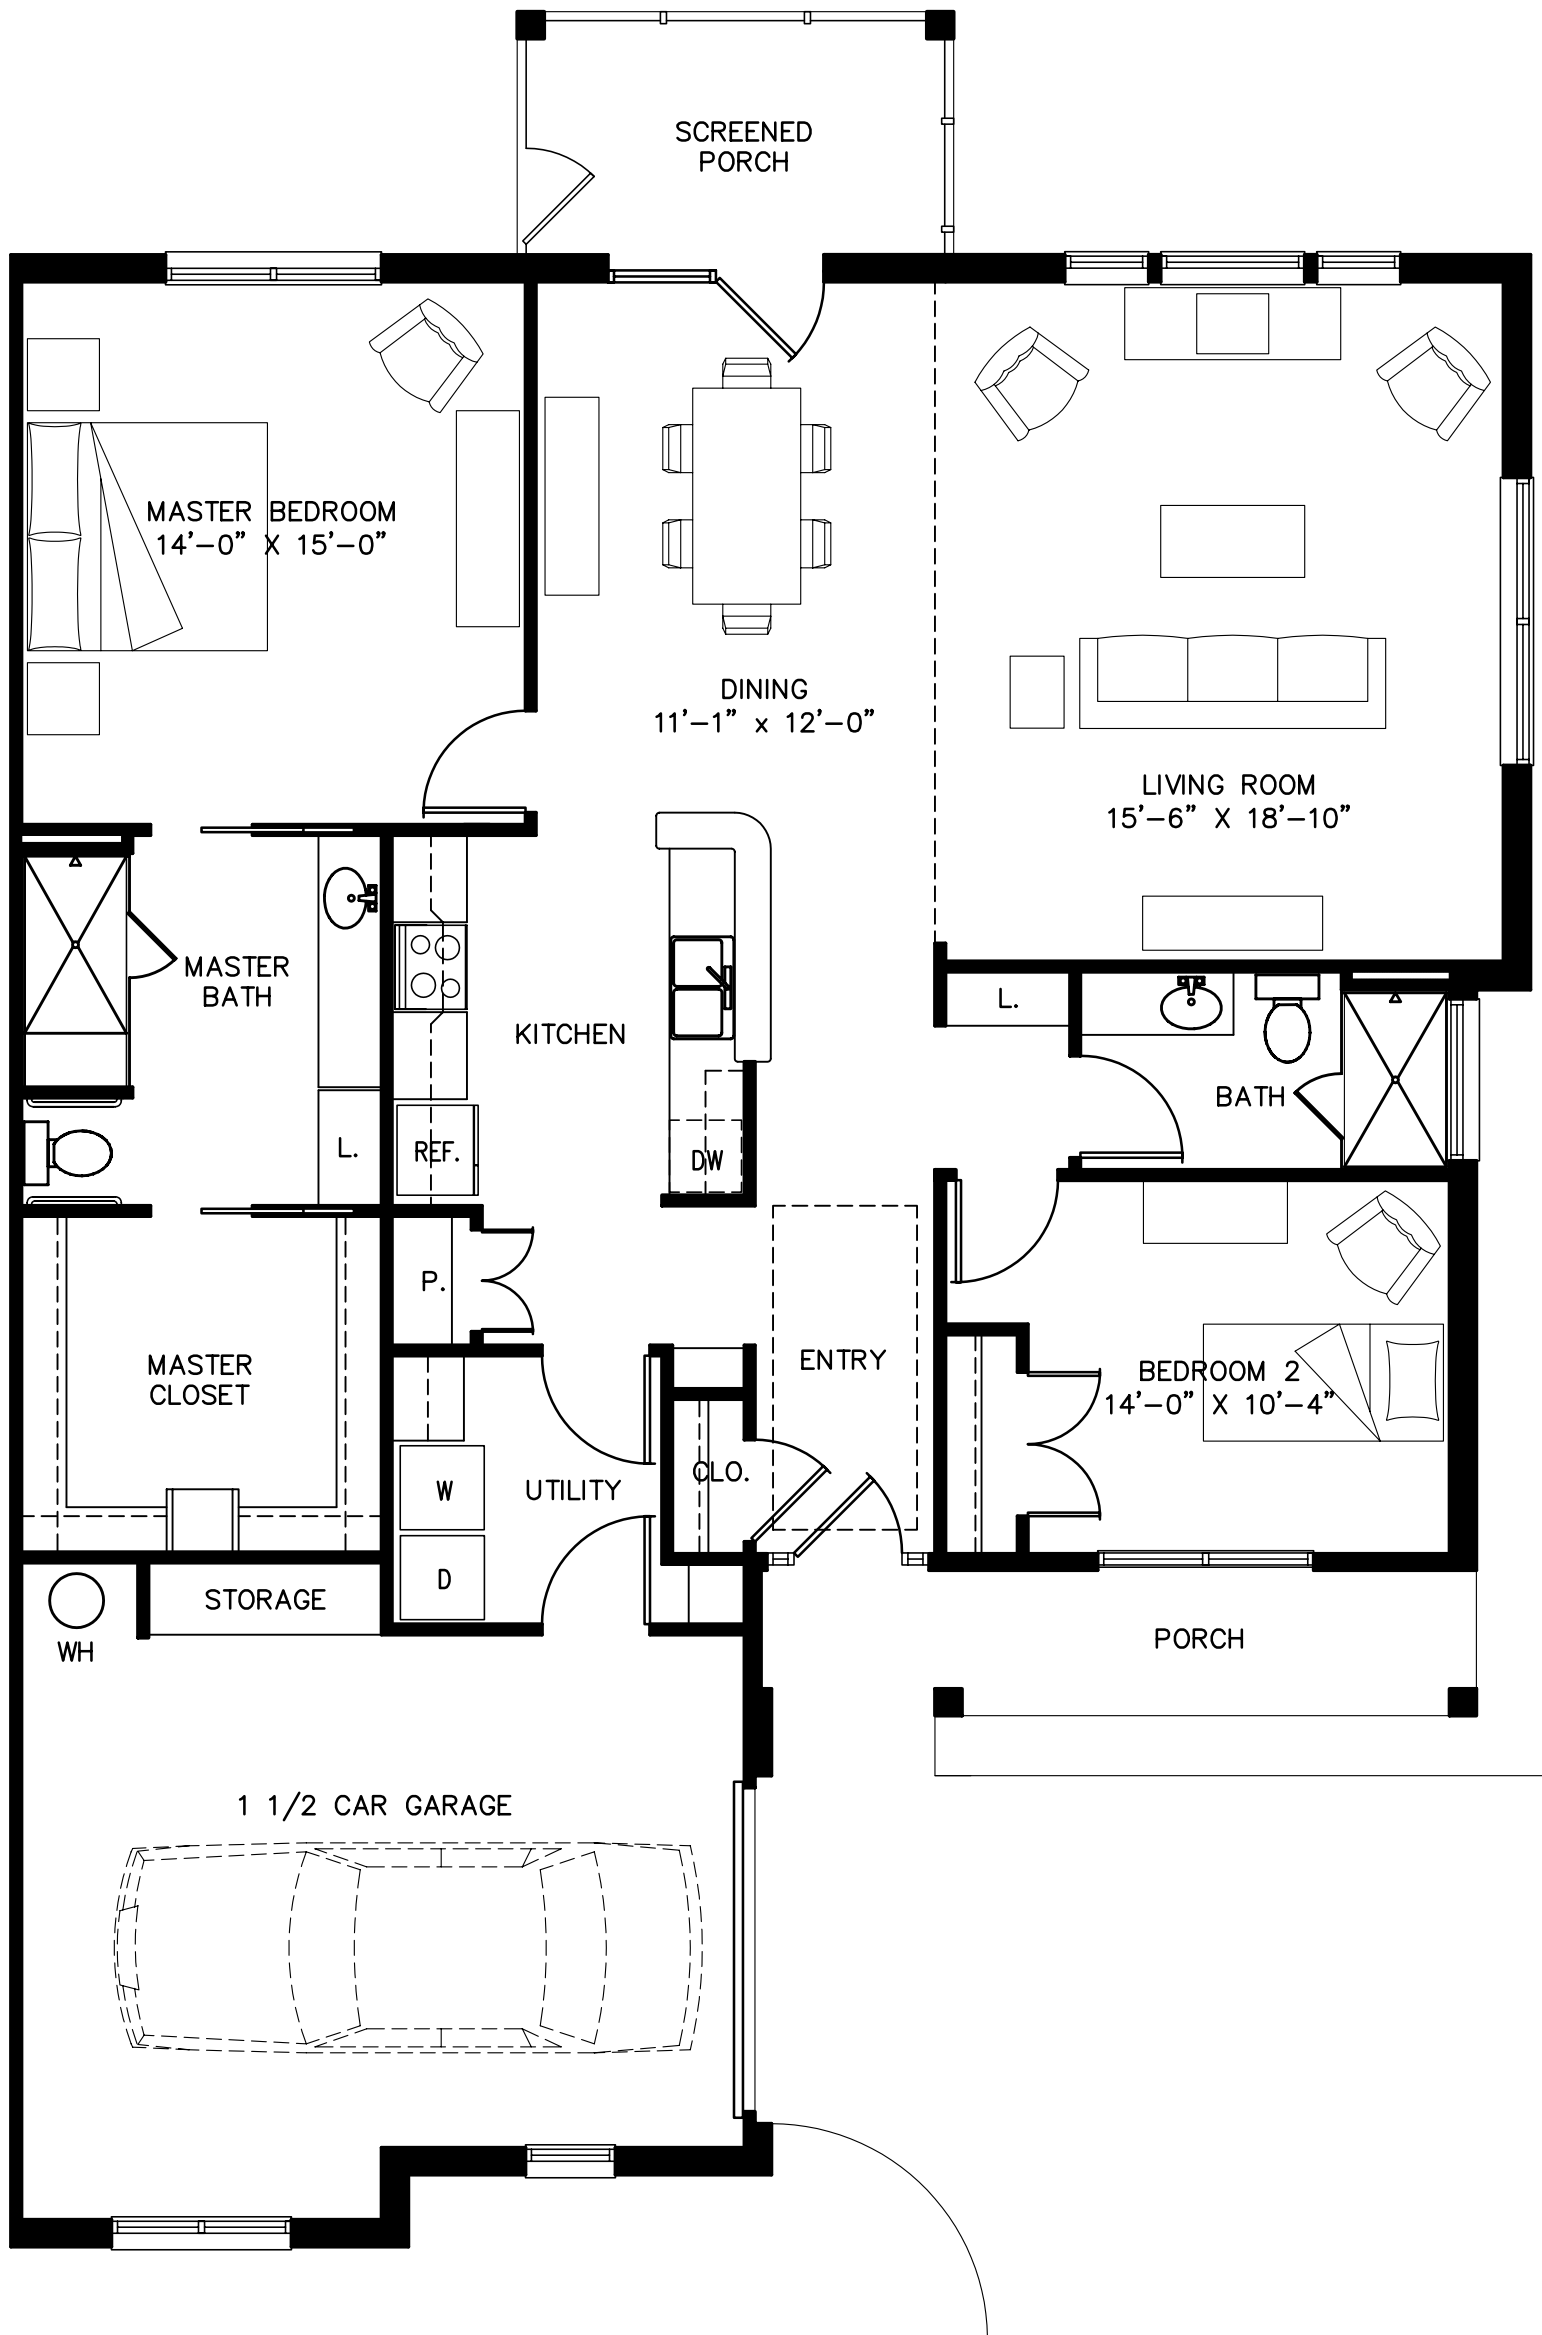 SCREENED
PORCH
MASTER BEDROOM
14'-0" X 15'-0"
DINING
11'-1" x 12'-0"
LIVING ROOM
15'-6" X 18'-10"
MASTER
BATH
KITCHEN
L.
BATH
L.
REF.
DW
P.
MASTER
CLOSET
ENTRY
BEDROOM 2
14'-0" X 10'-4"
CLO.
W
UTILITY
D
STORAGE
WH
PORCH
1 1/2 CAR GARAGE